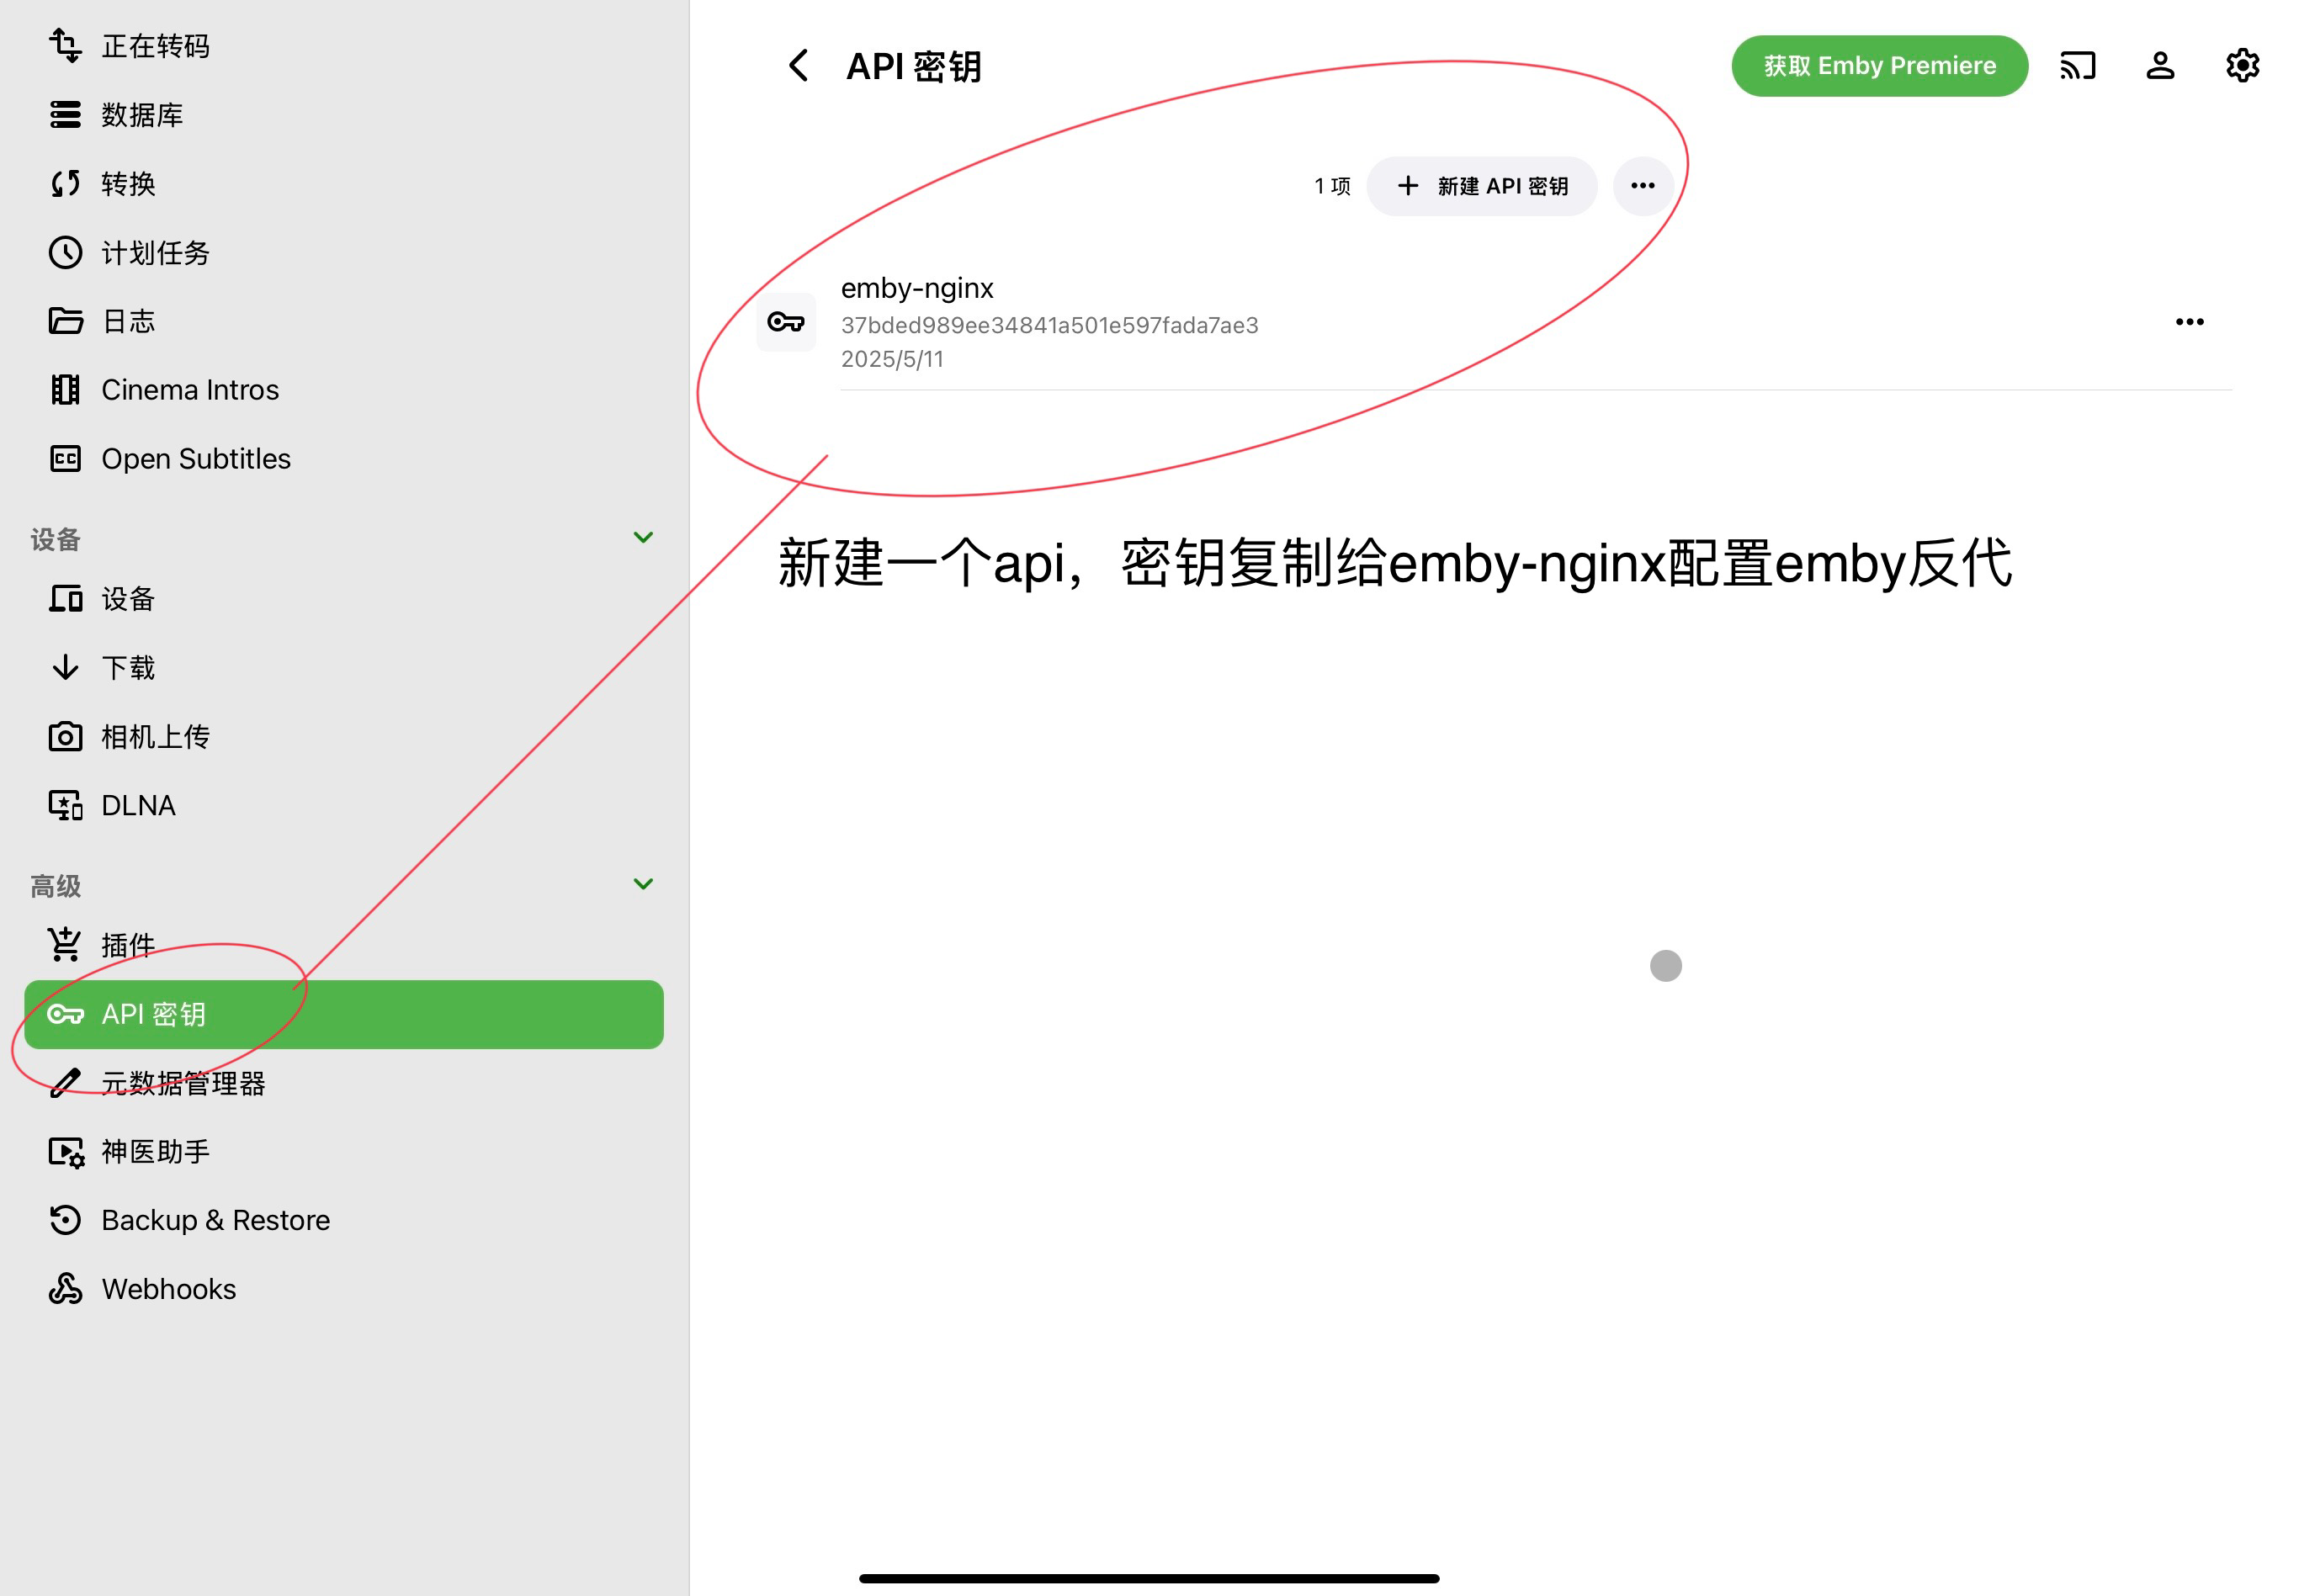 正在转码
数据库
转换
计划任务
日志
Cinema Intros
Open Subtitles
设备
设备
下载
相机上传
DLNA
高级
插件
API 密钥
元数据管理器
神医助手
Backup & Restore
Webhooks
API 密钥
获取 Emby Premiere
1 项
新建 API 密钥
emby-nginx
37bded989ee34841a501e597fada7ae3
2025/5/11
新建一个api，密钥复制给emby-nginx配置emby反代